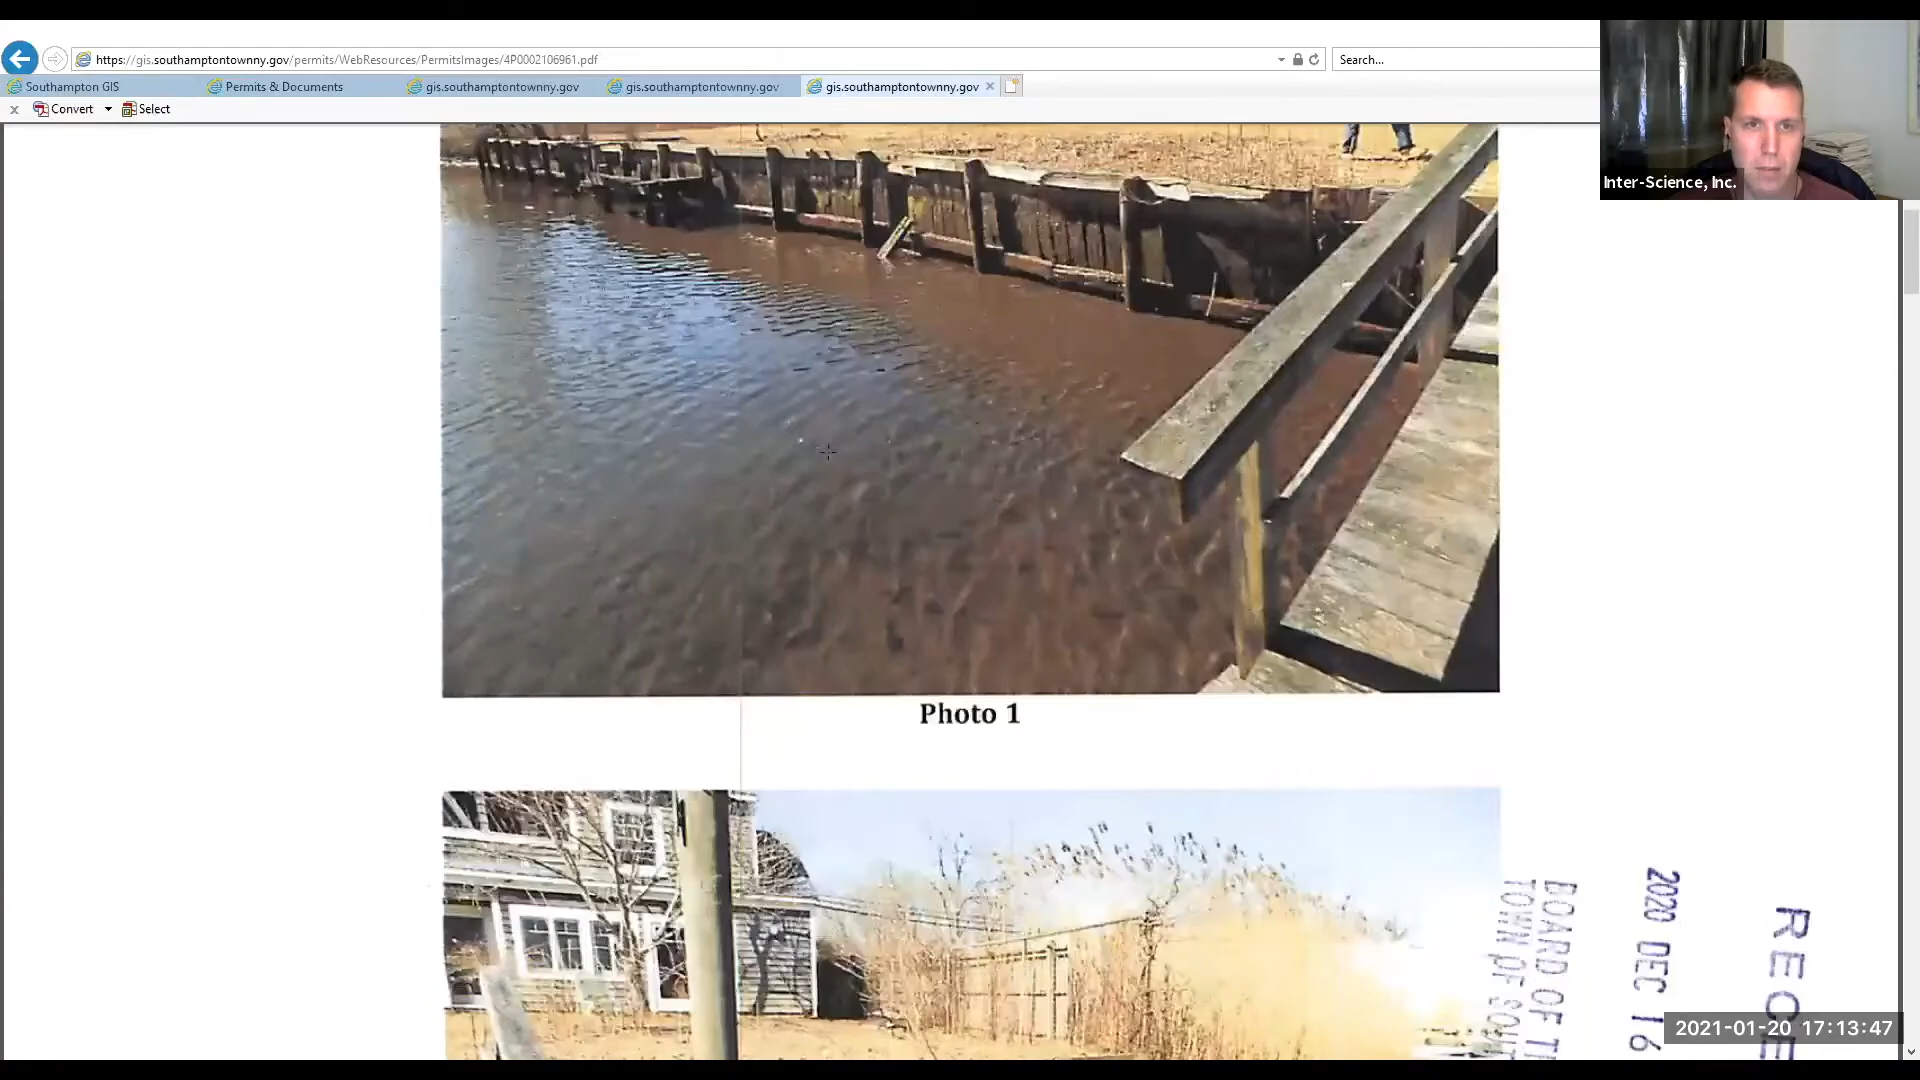 https://gis.southamptontownny.gov/permits/WebResources/PermitsImages/4P0002106961.pdf
Search...
Southampton GIS
Permits & Documents
gis.southamptontownny.gov
gis.southamptontownny.gov
gis.southamptontownny.gov
Convert
Select
Inter-Science, Inc.
Photo 1
BOARD OF
TOWN OF
2020 DEC 16
2021-01-20 17:13:47